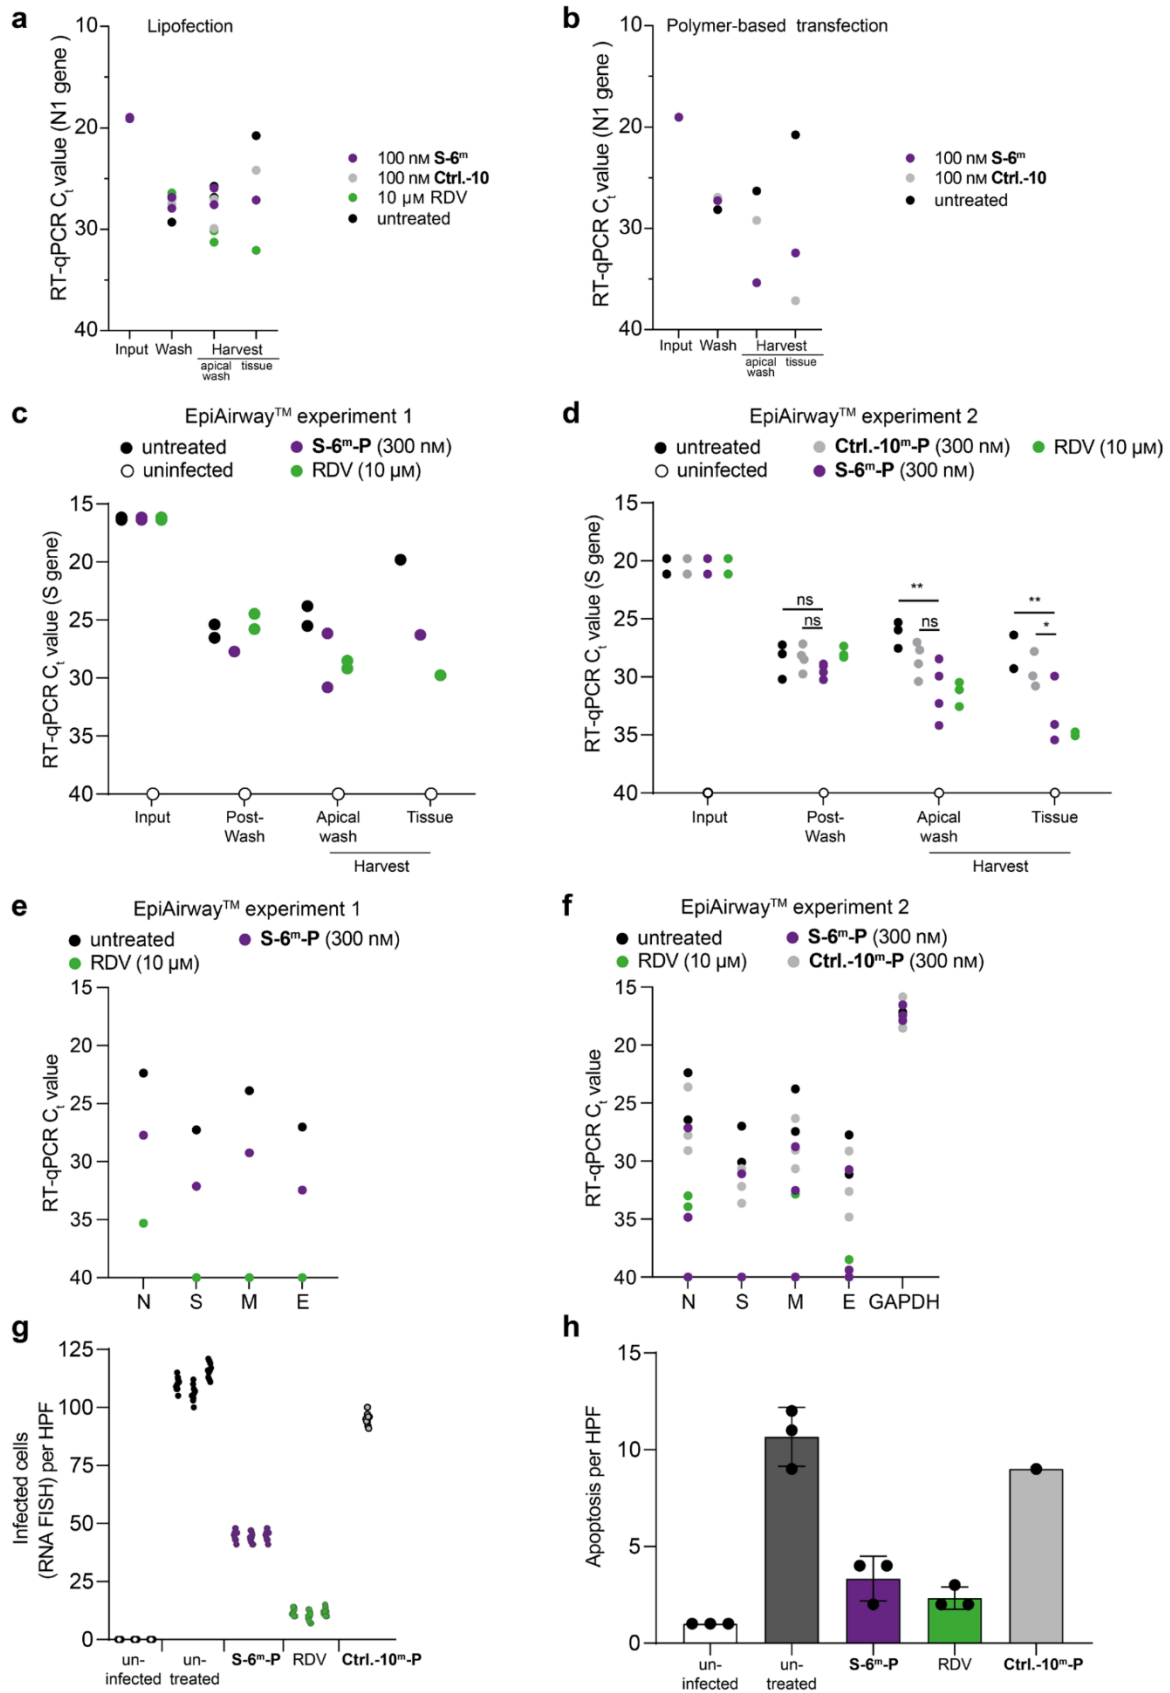 a
Lipofection
RT-qPCR Ct value (N1 gene )
10
20
30
40
Input
Wash
Harvest
apical wash
tissue
100 nM S-6ᵐ
100 nM Ctrl.-10
10 µM RDV
untreated
b
Polymer-based transfection
RT-qPCR Ct value (N1 gene )
10
20
30
40
Input
Wash
Harvest
apical wash
tissue
100 nM S-6ᵐ
100 nM Ctrl.-10
untreated
c
EpiAirway™ experiment 1
untreated
S-6ᵐ-P (300 nM)
uninfected
RDV (10 µM)
RT-qPCR Ct value (S gene)
15
20
25
30
35
40
Input
Post-Wash
Apical wash
Tissue
Harvest
d
EpiAirway™ experiment 2
untreated
Ctrl.-10ᵐ-P (300 nM)
RDV (10 µM)
uninfected
S-6ᵐ-P (300 nM)
RT-qPCR Ct value (S gene)
15
20
25
30
35
40
ns
ns
**
ns
**
*
Input
Post-Wash
Apical wash
Tissue
Harvest
e
EpiAirway™ experiment 1
untreated
S-6ᵐ-P (300 nM)
RDV (10 µM)
RT-qPCR Ct value
15
20
25
30
35
40
N
S
M
E
f
EpiAirway™ experiment 2
untreated
S-6ᵐ-P (300 nM)
RDV (10 µM)
Ctrl.-10ᵐ-P (300 nM)
RT-qPCR Ct value
15
20
25
30
35
40
N
S
M
E
GAPDH
g
Infected cells
(RNA FISH) per HPF
125
100
75
50
25
0
un-infected
un-treated
S-6ᵐ-P
RDV
Ctrl.-10ᵐ-P
h
Apoptosis per HPF
15
10
5
0
un-infected
un-treated
S-6ᵐ-P
RDV
Ctrl.-10ᵐ-P